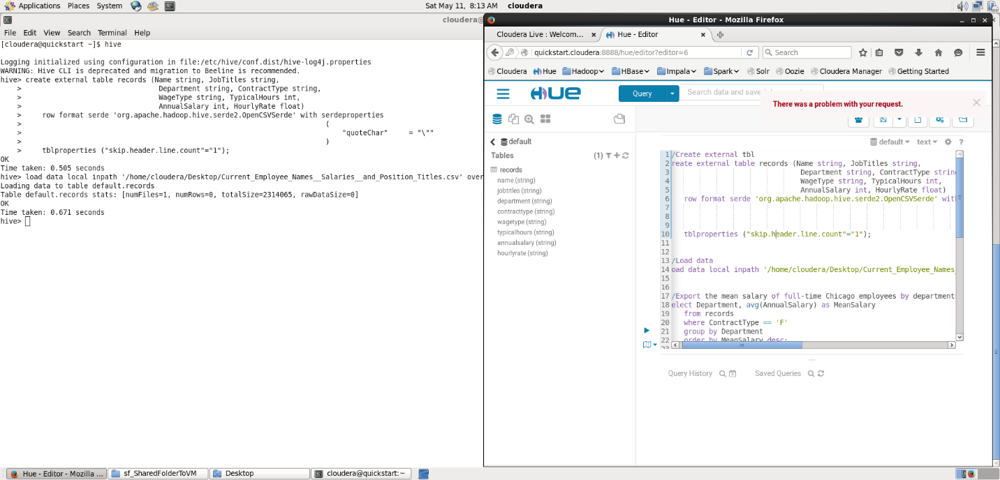 Applications Places System
Sat May 11, 8:13 AM cloudera
cloudera@
File Edit View Search Terminal Help
[cloudera@quickstart ~]$ hive
Logging initialized using configuration in file:/etc/hive/conf.dist/hive-log4j.properties
WARNING: Hive CLI is deprecated and migration to Beeline is recommended.
hive> create external table records (Name string, JobTitles string,
> Department string, ContractType string,
> WageType string, TypicalHours int,
> AnnualSalary int, HourlyRate float)
> row format serde 'org.apache.hadoop.hive.serde2.OpenCSVSerde' with serdeproperties
> (
> "quoteChar" = "\""
> )
> tblproperties ("skip.header.line.count"="1");
OK
Time taken: 0.505 seconds
hive> load data local inpath '/home/cloudera/Desktop/Current_Employee_Names__Salaries__and_Position_Titles.csv' over
Loading data to table default.records
Table default.records stats: [numFiles=1, numRows=0, totalSize=2314065, rawDataSize=0]
OK
Time taken: 0.671 seconds
hive>
Hue - Editor - Mozilla Firefox
Cloudera Live : Welcom... Hue - Editor
quickstart.cloudera:8888/hue/editor?editor=6 Search
Cloudera Hue Hadoop HBase Impala Spark Solr Oozie Cloudera Manager Getting Started
HUE Query Search data and save
There was a problem with your request.
default
Tables (1)
records
name (string)
jobtitles (string)
department (string)
contracttype (string)
wagetype (string)
typicalhours (string)
annualsalary (string)
hourlyrate (string)
default text ?
1 /Create external tbl
2 reate external table records (Name string, JobTitles string,
3 Department string, ContractType string
4 WageType string, TypicalHours int,
5 AnnualSalary int, HourlyRate float)
6 row format serde 'org.apache.hadoop.hive.serde2.OpenCSVSerde' with
7
8
9
10 tblproperties ("skip.header.line.count"="1");
11
12
13 /Load data
14 oad data local inpath '/home/cloudera/Desktop/Current_Employee_Names_
15
16
17 /Export the mean salary of full-time Chicago employees by department
18 elect Department, avg(AnnualSalary) as MeanSalary
19 from records
20 where ContractType == 'F'
21 group by Department
22 order by MeanSalary desc;
23
Query History Saved Queries
Hue - Editor - Mozilla ... sf_SharedFolderToVM Desktop cloudera@quickstart:~